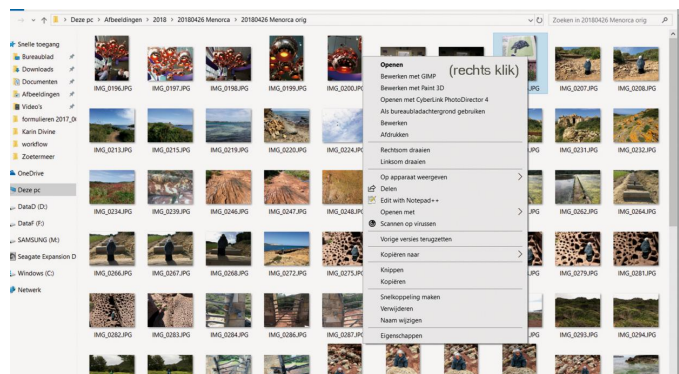 Deze pc > Afbeeldingen > 2018 > 20180426 Menorca > 20180426 Menorca orig
Zoeken in 20180426 Menorca orig
Snelle toegang
Bureaublad
Downloads
Documenten
Afbeeldingen
Video's
formulieren 2017_0
Karin Divine
workflow
Zoetermeer
OneDrive
Deze pc
DataD (D:)
DataF (F:)
SAMSUNG (M:)
Seagate Expansion D
Windows (C:)
Netwerk
IMG_0196.JPG
IMG_0197.JPG
IMG_0198.JPG
IMG_0199.JPG
IMG_0200.JPG
.JPG
IMG_0207.JPG
IMG_0208.JPG
IMG_0213.JPG
IMG_0215.JPG
IMG_0219.JPG
IMG_0220.JPG
IMG_0224.JPG
.JPG
IMG_0231.JPG
IMG_0232.JPG
IMG_0234.JPG
IMG_0239.JPG
IMG_0246.JPG
IMG_0247.JPG
IMG_0248.JPG
.JPG
IMG_0262.JPG
IMG_0264.JPG
IMG_0266.JPG
IMG_0267.JPG
IMG_0268.JPG
IMG_0272.JPG
IMG_0275.JPG
.JPG
IMG_0279.JPG
IMG_0281.JPG
IMG_0282.JPG
IMG_0283.JPG
IMG_0284.JPG
IMG_0286.JPG
IMG_0287.JPG
.JPG
IMG_0293.JPG
IMG_0294.JPG
(rechts klik)
Openen
Bewerken met GIMP
Bewerken met Paint 3D
Openen met CyberLink PhotoDirector 4
Als bureaubladachtergrond gebruiken
Bewerken
Afdrukken
Rechtsom draaien
Linksom draaien
Op apparaat weergeven
Delen
Edit with Notepad++
Openen met
Scannen op virussen
Vorige versies terugzetten
Kopiëren naar
Knippen
Kopiëren
Snelkoppeling maken
Verwijderen
Naam wijzigen
Eigenschappen